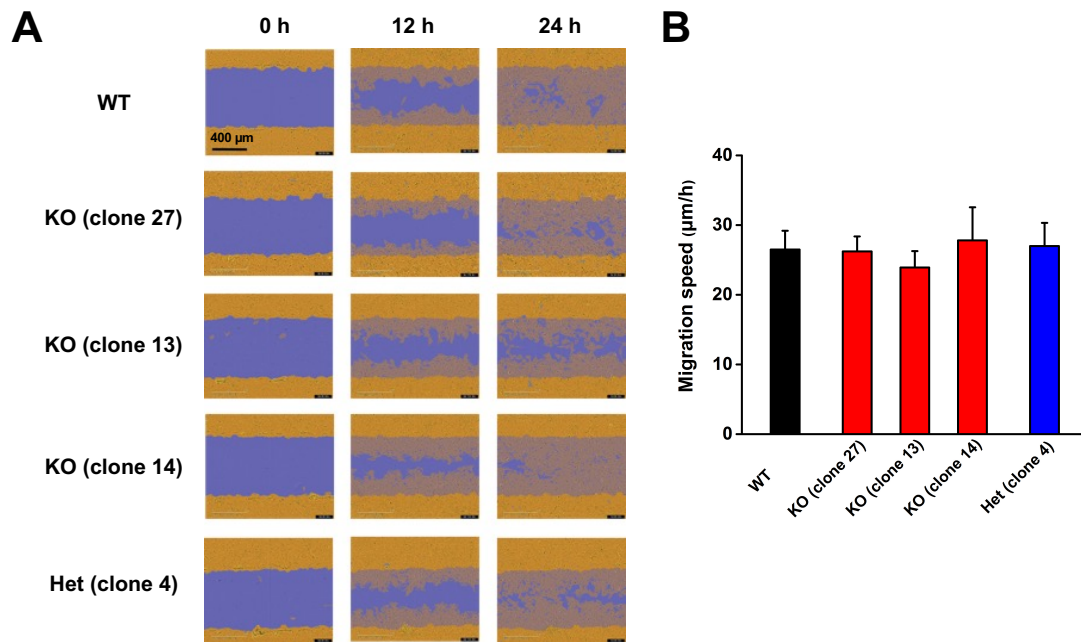 A
B
0 h
12 h
24 h
WT
400 µm
KO (clone 27)
KO (clone 13)
KO (clone 14)
Het (clone 4)
Migration speed (µm/h)
40
30
20
10
0
WT
KO (clone 27)
KO (clone 13)
KO (clone 14)
Het (clone 4)